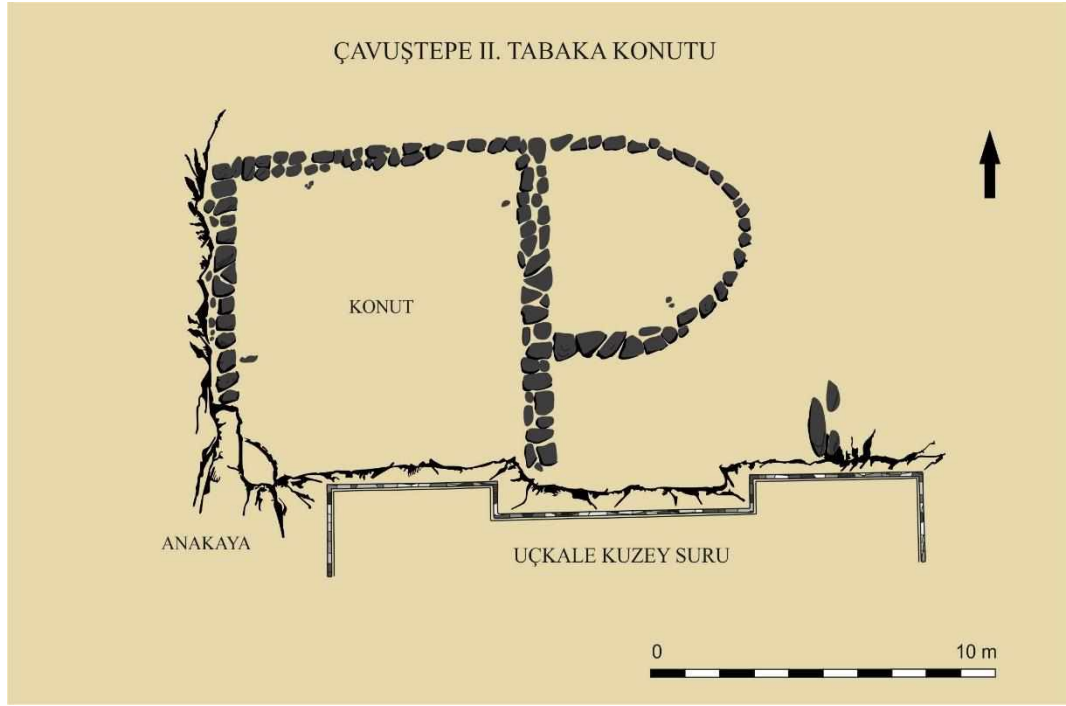 ÇAVUŞTEPE II. TABAKA KONUTU
KONUT
ANAKAYA
UÇKALE KUZEY SURU
0 10 m